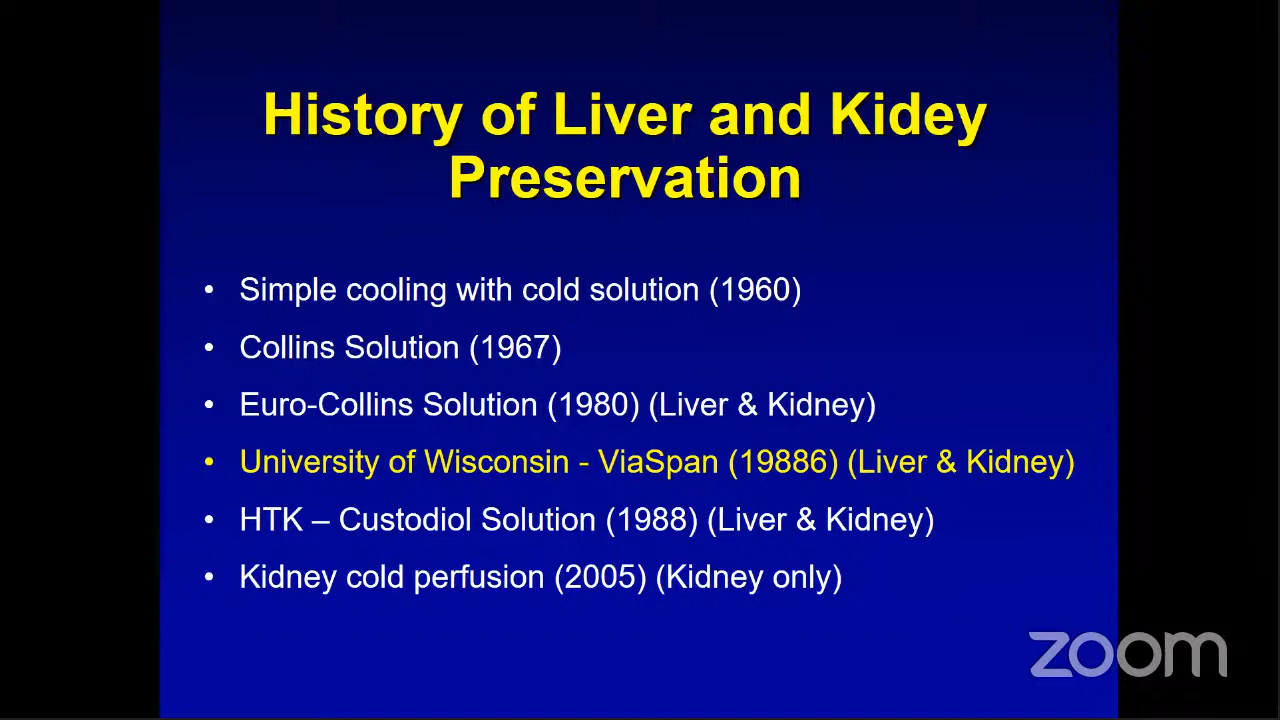 History of Liver and Kidey
Preservation
• Simple cooling with cold solution (1960)
• Collins Solution (1967)
• Euro-Collins Solution (1980) (Liver & Kidney)
• University of Wisconsin - ViaSpan (19886) (Liver & Kidney)
• HTK – Custodiol Solution (1988) (Liver & Kidney)
• Kidney cold perfusion (2005) (Kidney only)
zoom